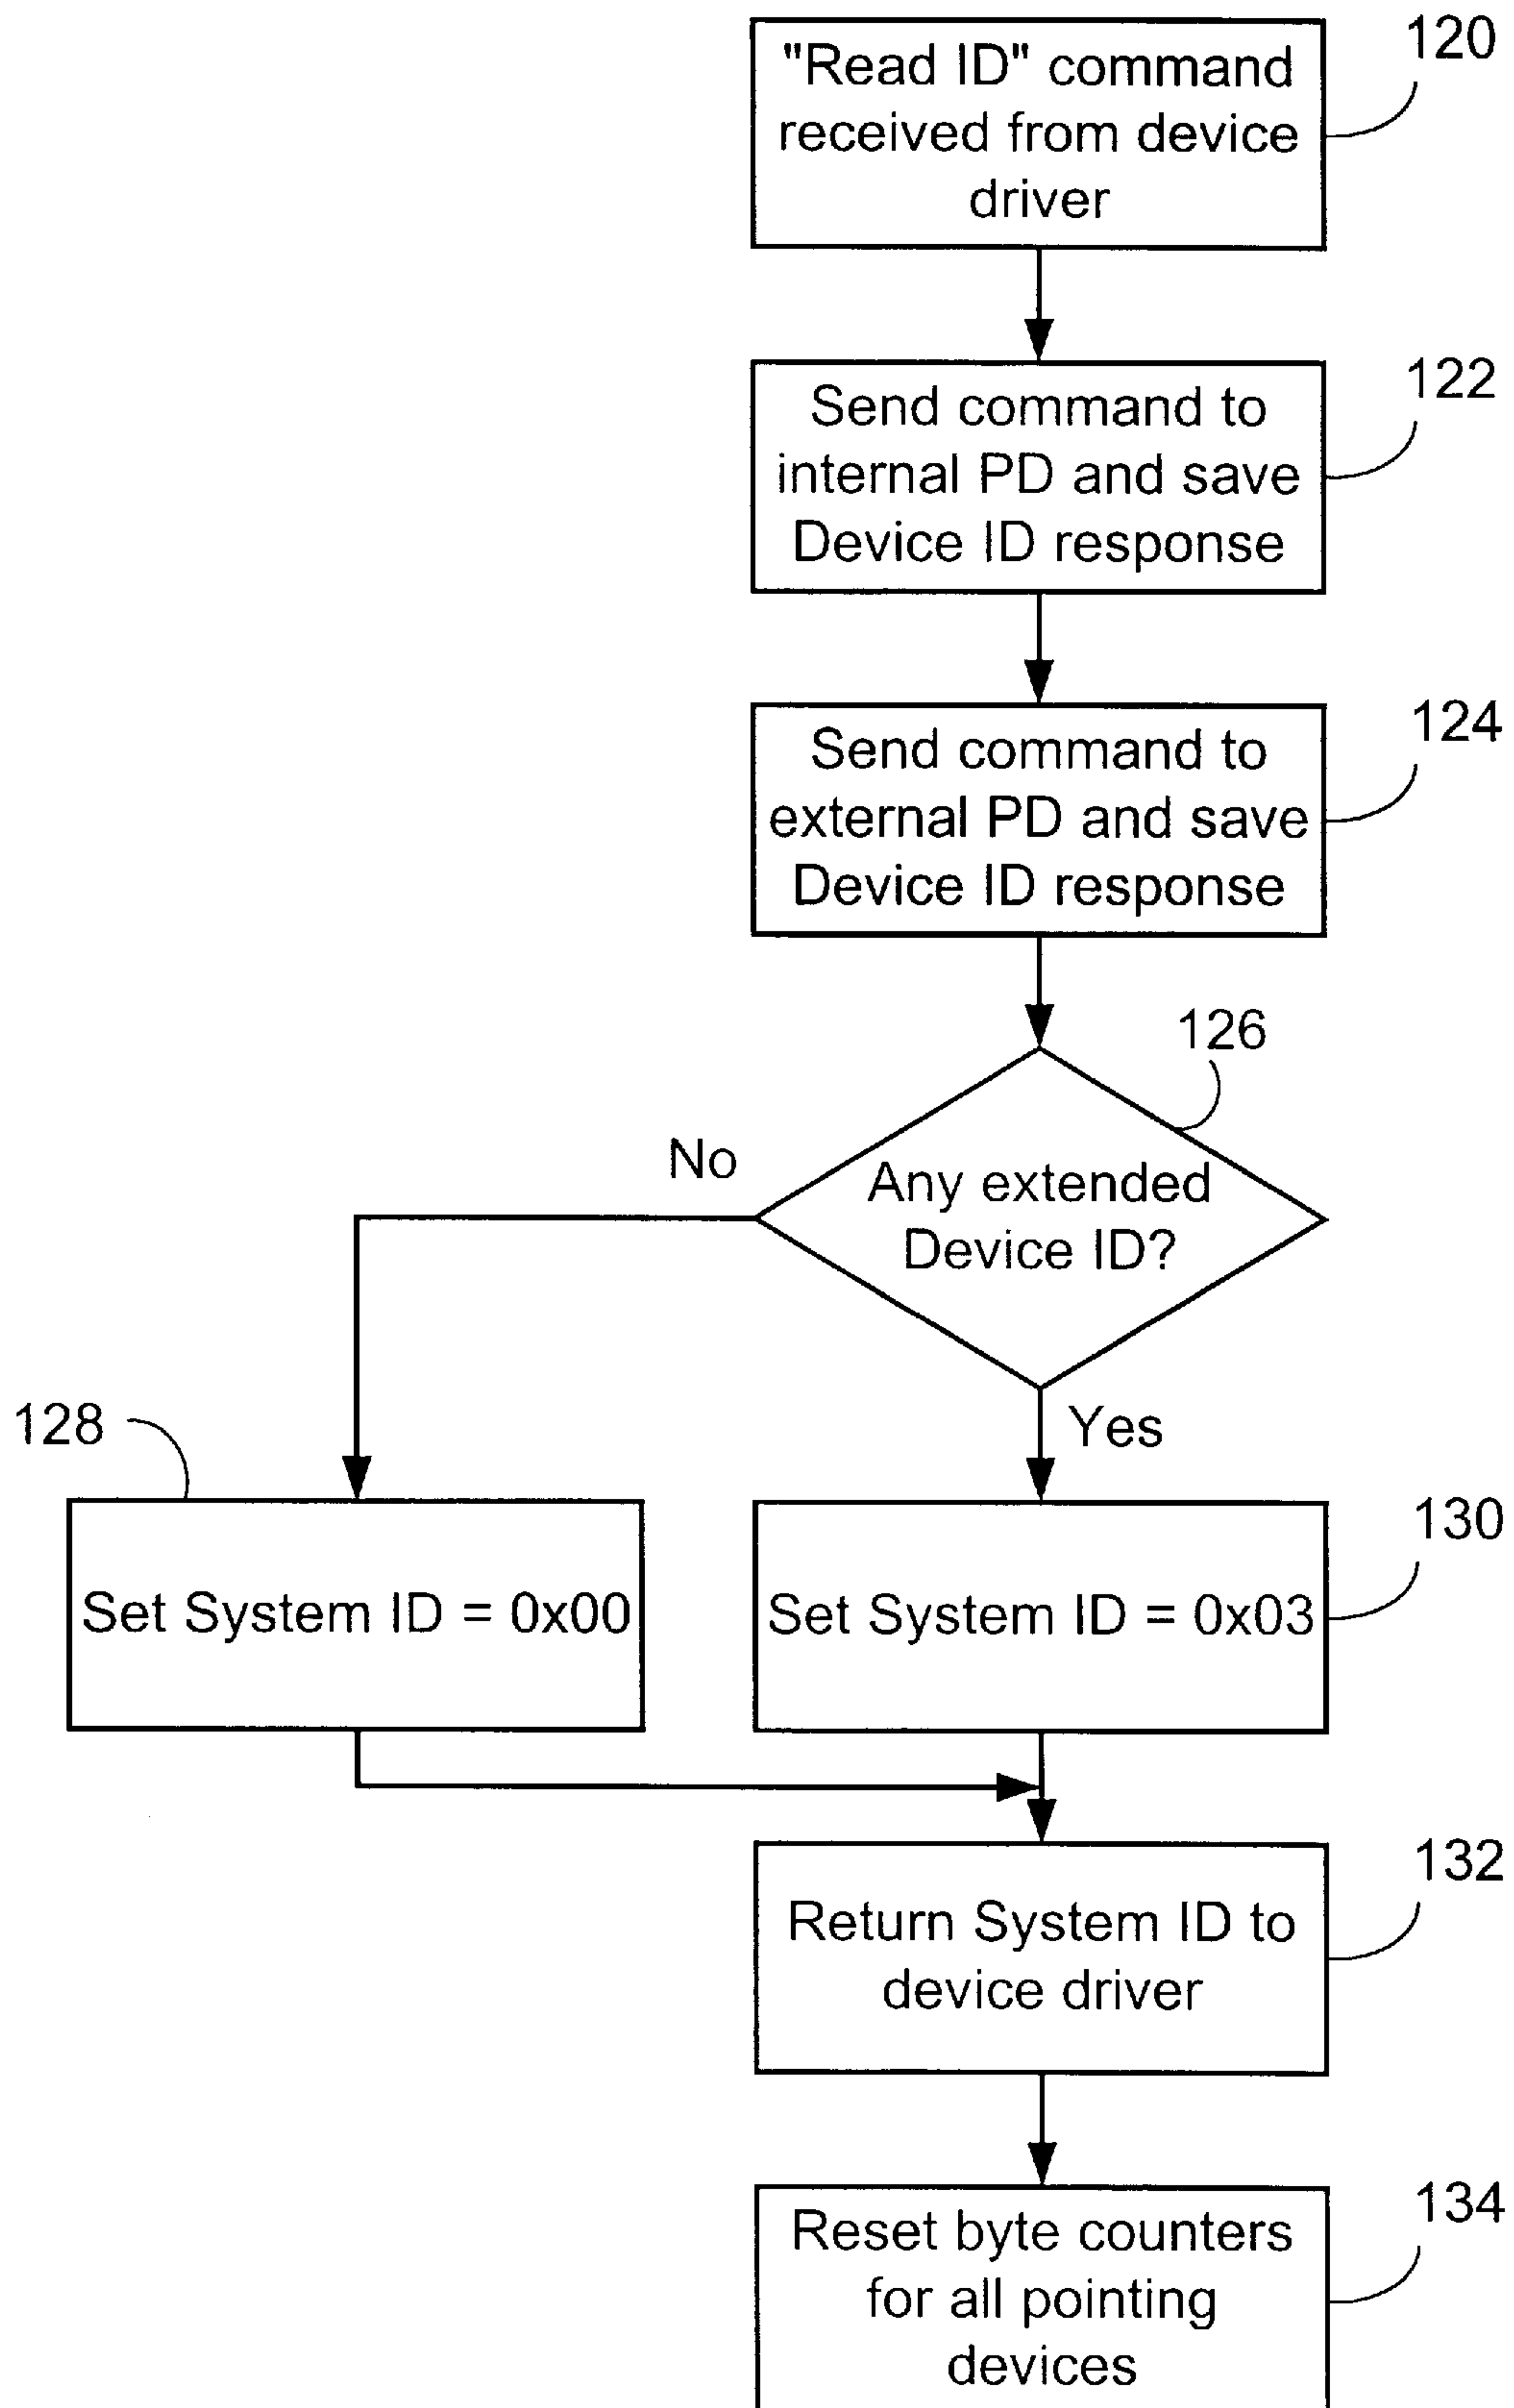 "Read ID" command
received from device
driver
120
Send command to
internal PD and save
Device ID response
122
Send command to
external PD and save
Device ID response
124
126
Any extended
Device ID?
No
Yes
128
Set System ID = 0x00
Set System ID = 0x03
130
Return System ID to
device driver
132
Reset byte counters
for all pointing
devices
134